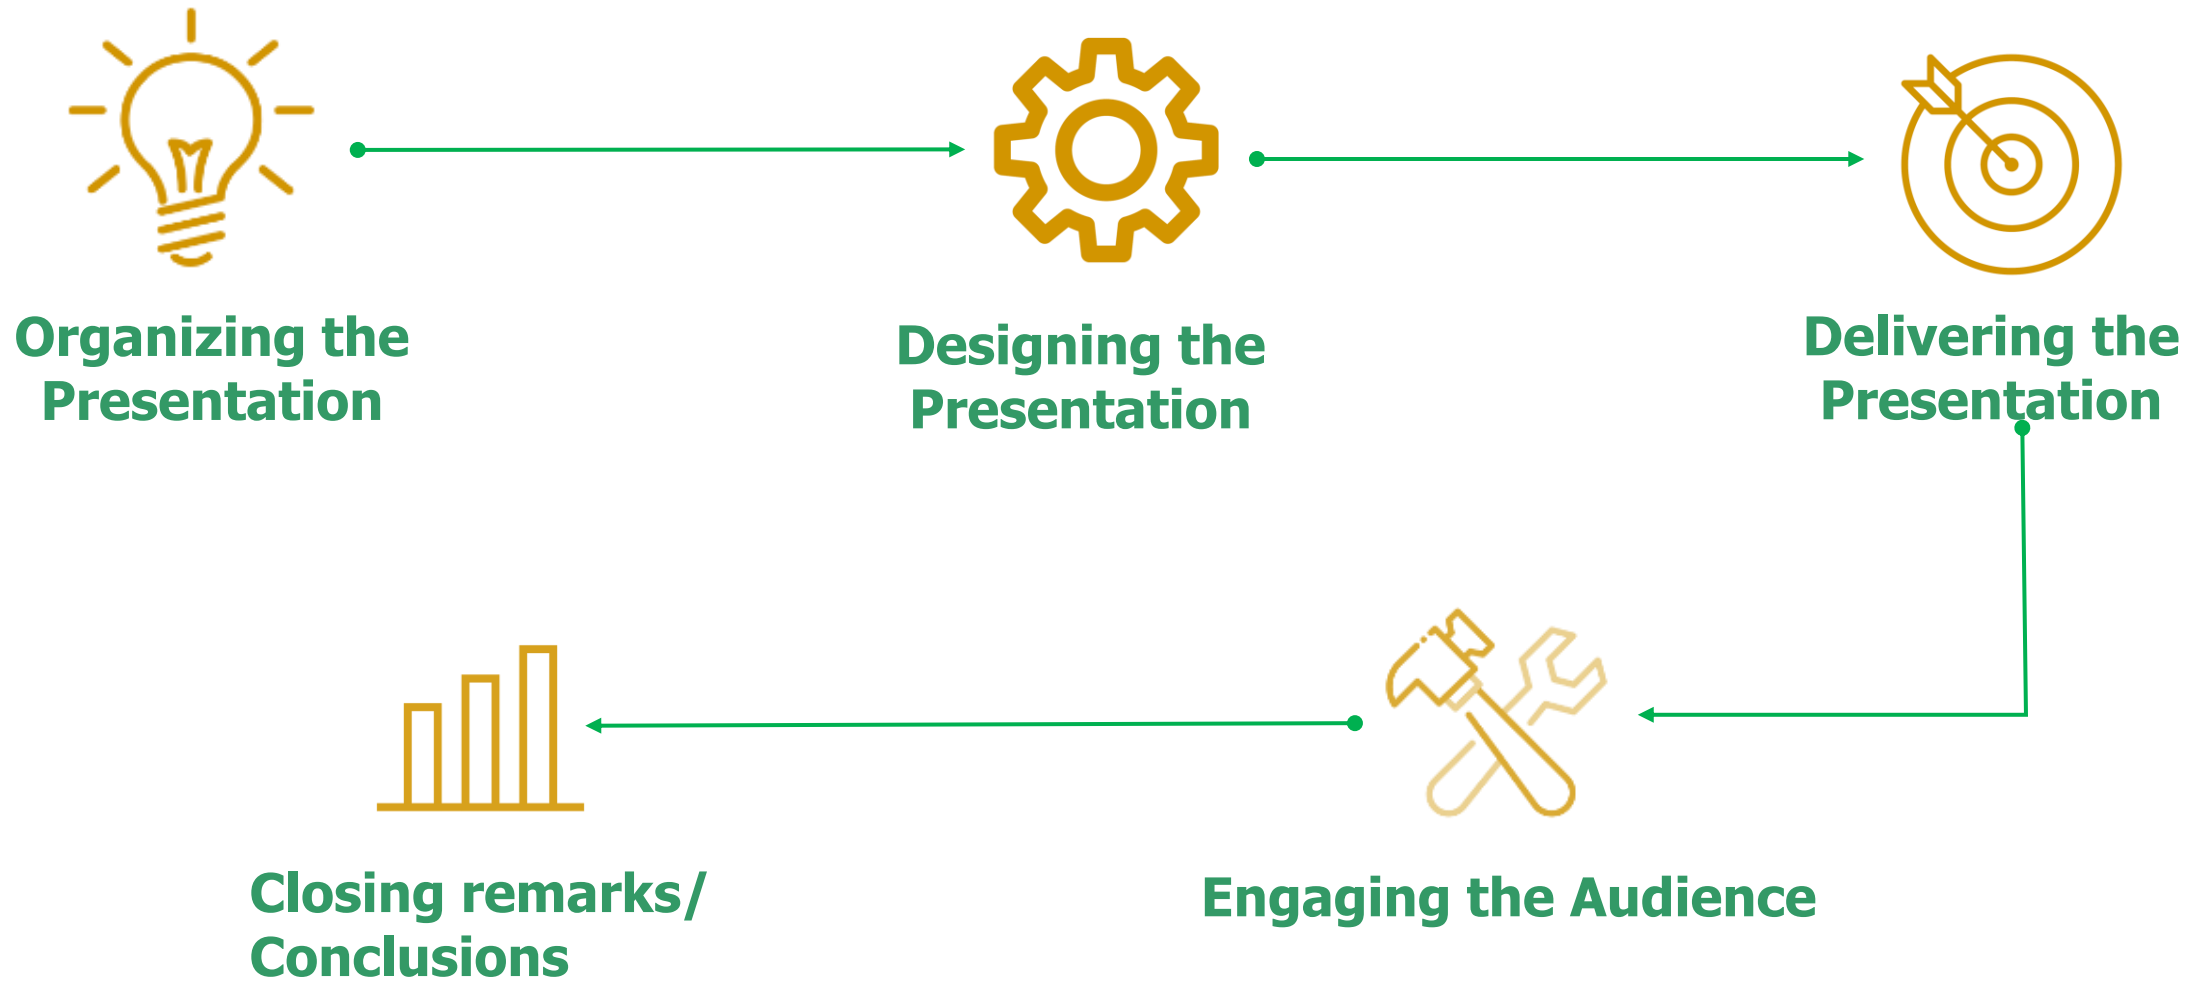 Organizing the
Presentation
Designing the
Presentation
Delivering the
Presentation
Closing remarks/
Conclusions
Engaging the Audience